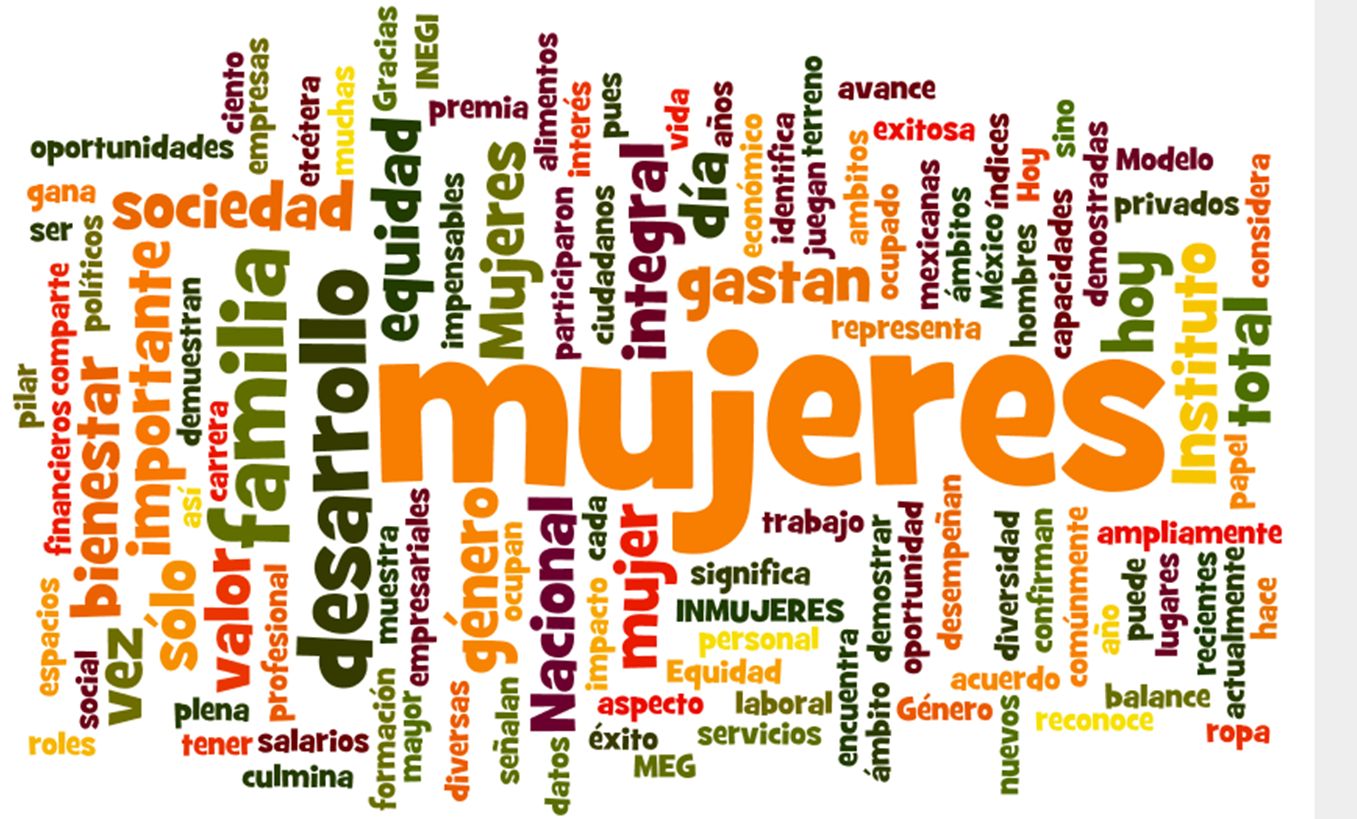 Gracias
INEGI
ciento
empresas
etcétera
muchas
premia
alimentos
interés
pues
vida
años
terreno
avance
oportunidades
equidad
económico
identifica
juegan
ámbitos
exitosa
índices
Hoy
sino
demostradas
Modelo
gana
sociedad
impensables
Mujeres
participaron
ciudadanos
integral
día
ocupado
mexicanas
ámbitos
México
hombres
capacidades
privados
considera
ser
políticos
gastan
representa
hoy
Instituto
total
pilar
comparte
financieros
bienestar
importante
demuestran
carrera
familia
desarrollo
mujeres
papel
así
sólo
valor
profesional
muestra
empresariales
género
ocupan
Nacional
cada
impacto
mujer
trabajo
significa
INMUJERES
personal
Equidad
demostrar
oportunidad
desempeñan
diversidad
confirman
comúnmente
ampliamente
año
puede
lugares
recientes
actualmente
hace
espacios
social
vez
plena
roles
tener
salarios
culmina
formación
mayor
diversas
señalan
datos
aspecto
éxito
MEG
laboral
servicios
encuentra
ámbito
Género
acuerdo
nuevos
reconoce
balance
ropa